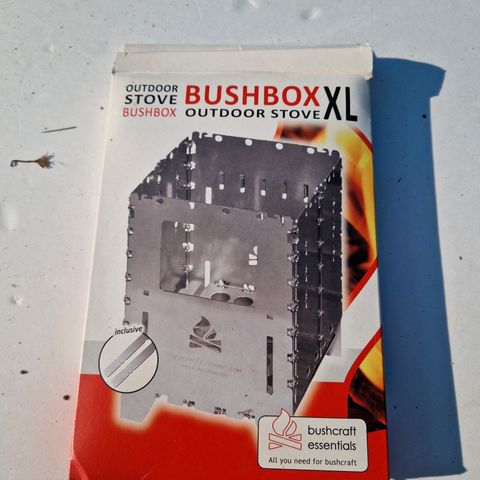 OUTDOOR
STOVE
BUSHBOX
BUSHBOX XL
OUTDOOR STOVE
inclusive
bushcraft
essentials
All you need for bushcraft